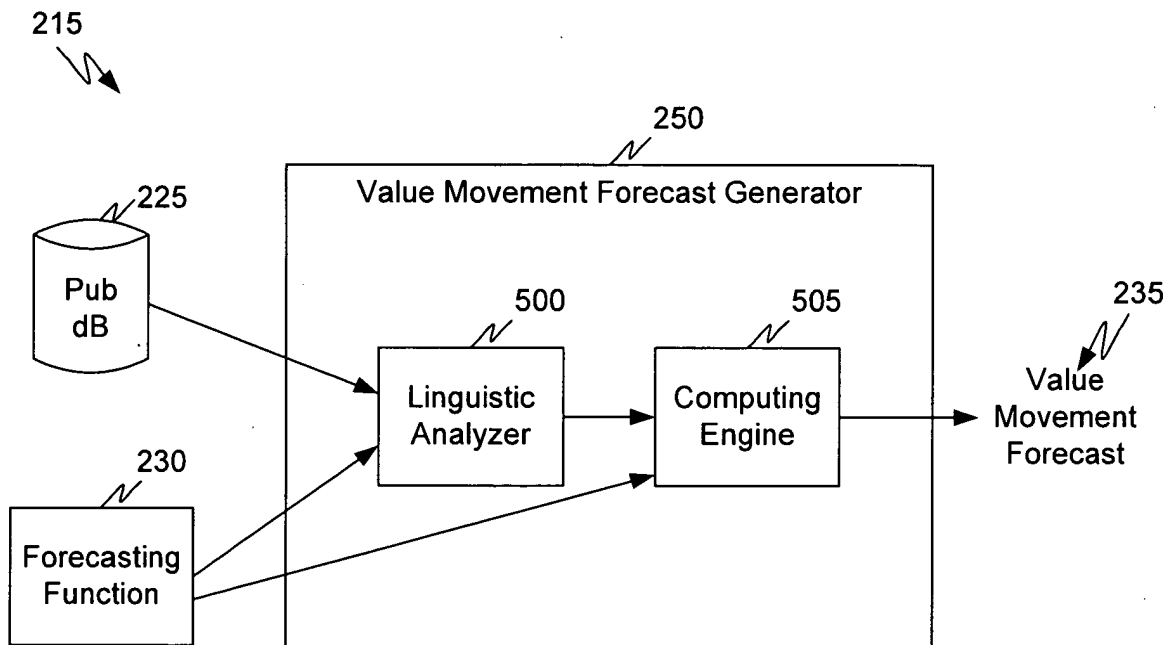 215
250
Value Movement Forecast Generator
225
Pub
dB
500
505
235
Linguistic
Analyzer
Computing
Engine
Value
Movement
Forecast
230
Forecasting
Function